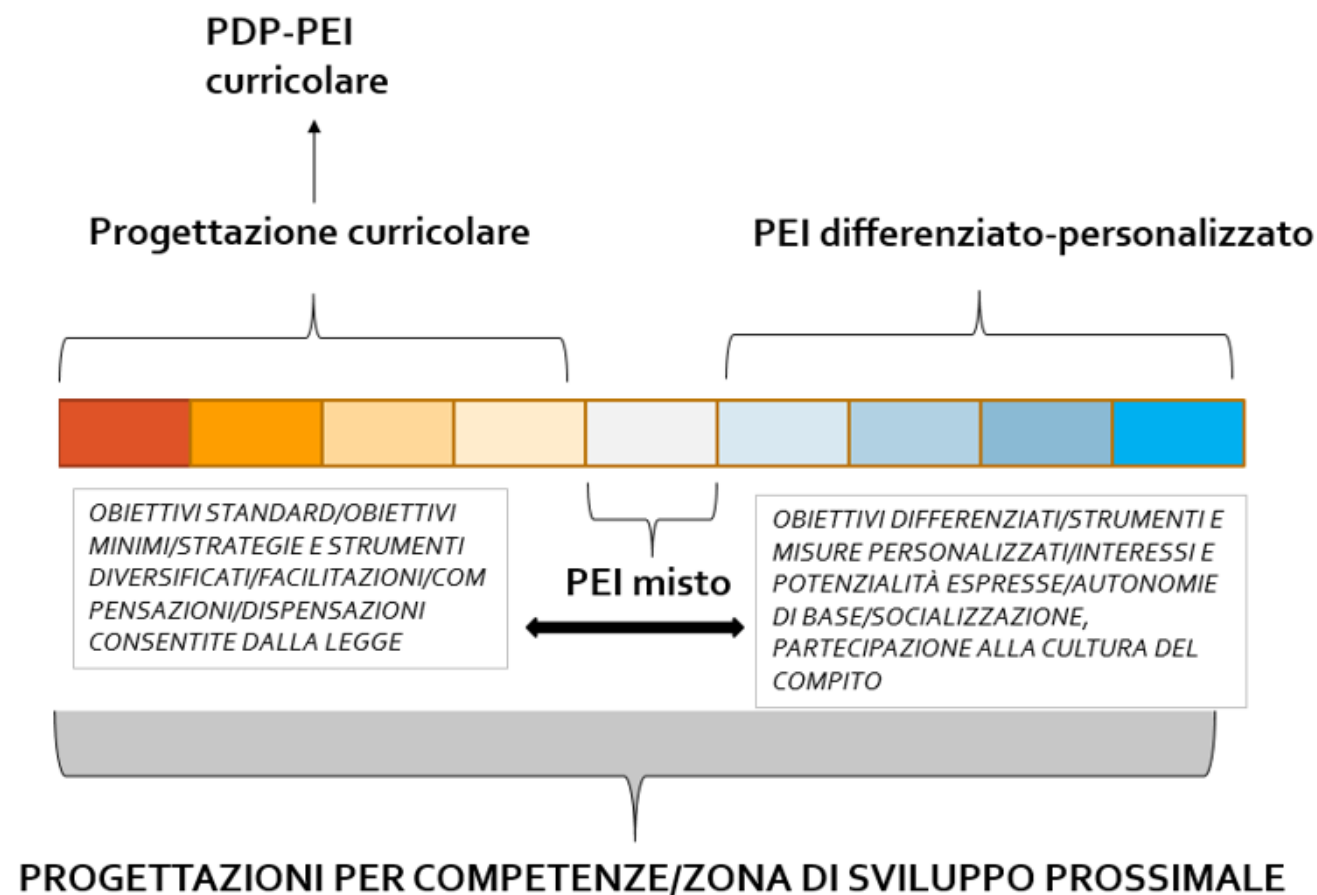 PDP-PEI
curricolare
Progettazione curricolare
PEI differenziato-personalizzato
OBIETTIVI STANDARD/OBIETTIVI
MINIMI/STRATEGIE E STRUMENTI
DIVERSIFICATI/FACILITAZIONI/COM
PENSAZIONI/DISPENSAZIONI
CONSENTITE DALLA LEGGE
PEI misto
OBIETTIVI DIFFERENZIATI/STRUMENTI E
MISURE PERSONALIZZATI/INTERESSI E
POTENZIALITÀ ESPRESSE/AUTONOMIE
DI BASE/SOCIALIZZAZIONE,
PARTECIPAZIONE ALLA CULTURA DEL
COMPITO
PROGETTAZIONI PER COMPETENZE/ZONA DI SVILUPPO PROSSIMALE